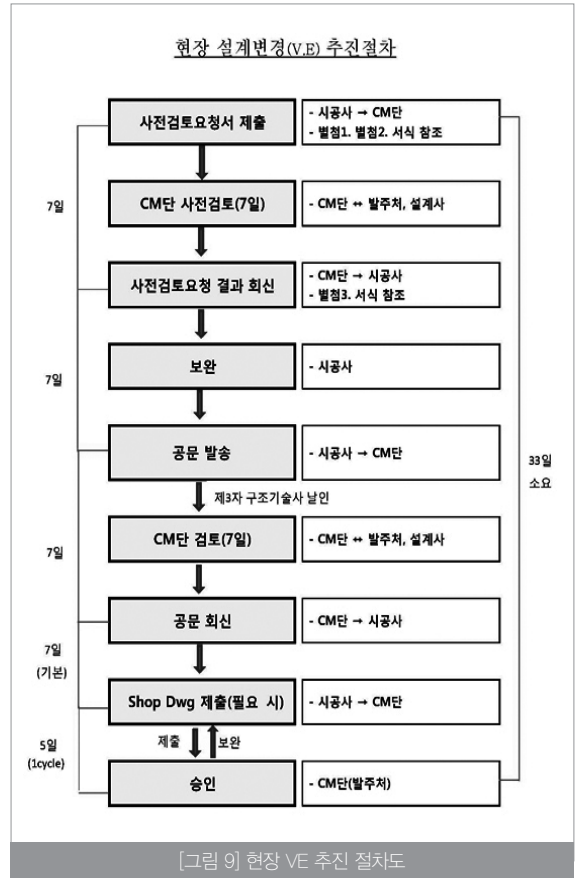 현장 설계변경(V.E) 추진절차
사전검토요청서 제출
- 시공사 → CM단
- 별첨1. 별첨2. 서식 참조
7일
CM단 사전검토(7일)
- CM단 ↔ 발주처, 설계사
사전검토요청 결과 회신
- CM단 → 시공사
- 별첨3. 서식 참조
7일
보완
- 시공사
공문 발송
- 시공사 → CM단
33일
소요
제3자 구조기술사 날인
7일
CM단 검토(7일)
- CM단 ↔ 발주처, 설계사
공문 회신
- CM단 → 시공사
7일
(기본)
Shop Dwg 제출(필요 시)
- 시공사 → CM단
제출
보완
5일
(1cycle)
승인
- CM단(발주처)
[그림 9] 현장 VE 추진 절차도